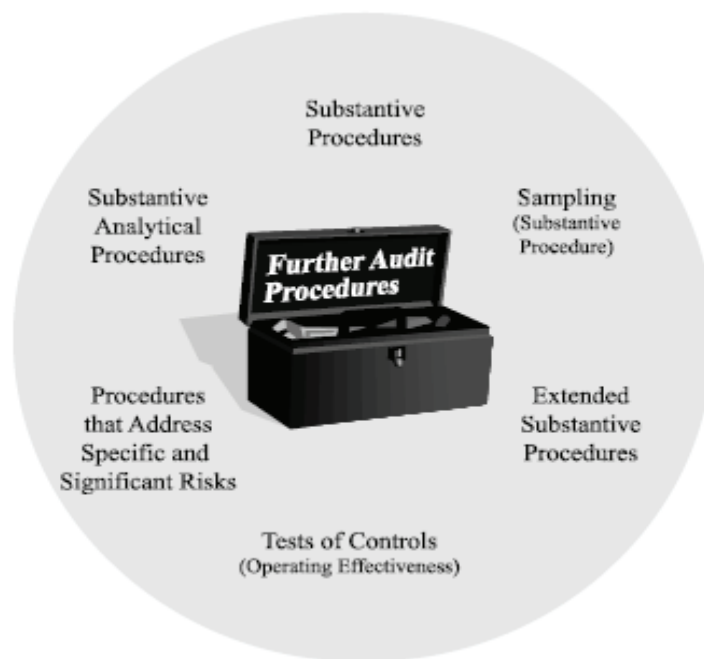 Substantive
Procedures
Substantive
Analytical
Procedures
Sampling
(Substantive
Procedure)
Further Audit
Procedures
Procedures
that Address
Specific and
Significant Risks
Extended
Substantive
Procedures
Tests of Controls
(Operating Effectiveness)